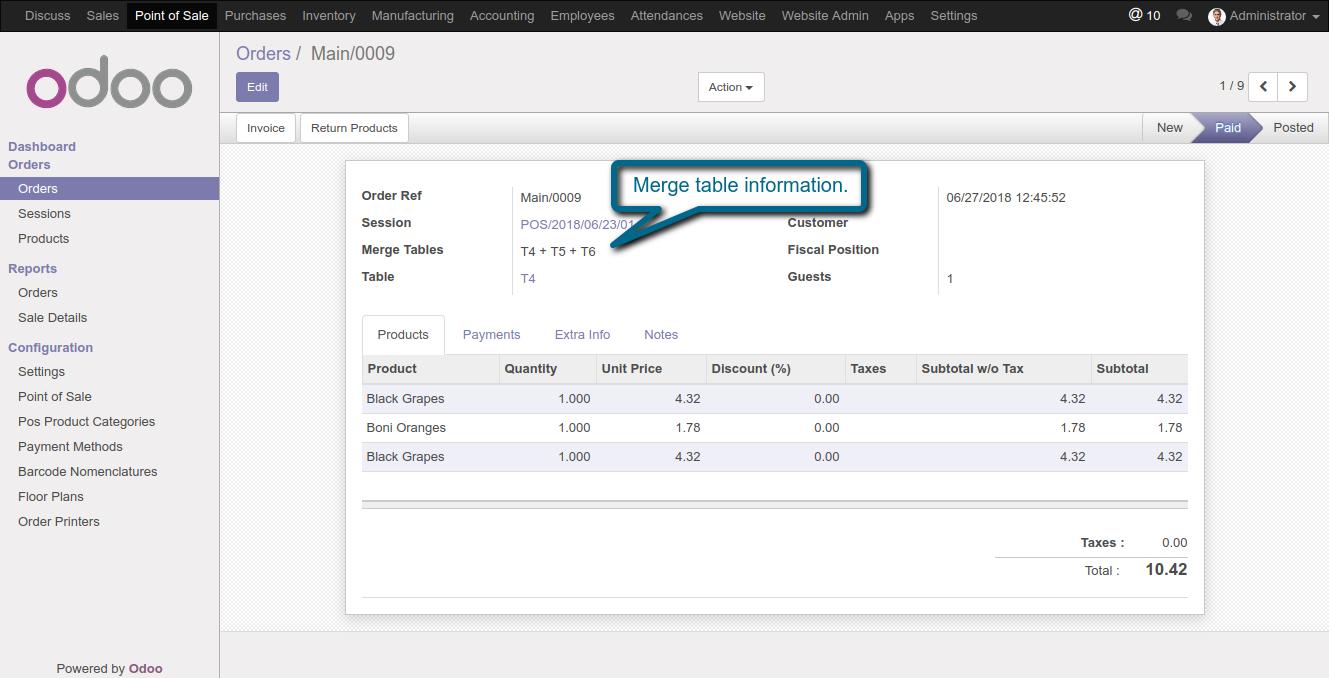 Discuss Sales Point of Sale Purchases Inventory Manufacturing Accounting Employees Attendances Website Website Admin Apps Settings @ 10 Administrator
odoo
Dashboard
Orders
Orders
Sessions
Products
Reports
Orders
Sale Details
Configuration
Settings
Point of Sale
Pos Product Categories
Payment Methods
Barcode Nomenclatures
Floor Plans
Order Printers
Powered by Odoo
Orders / Main/0009
Edit Action 1 / 9
Invoice Return Products New Paid Posted
Merge table information.
Order Ref Main/0009 06/27/2018 12:45:52
Session POS/2018/06/23/01 Customer
Merge Tables T4 + T5 + T6 Fiscal Position
Table T4 Guests 1
Products Payments Extra Info Notes
Product Quantity Unit Price Discount (%) Taxes Subtotal w/o Tax Subtotal
Black Grapes 1.000 4.32 0.00 4.32 4.32
Boni Oranges 1.000 1.78 0.00 1.78 1.78
Black Grapes 1.000 4.32 0.00 4.32 4.32
Taxes : 0.00
Total : 10.42